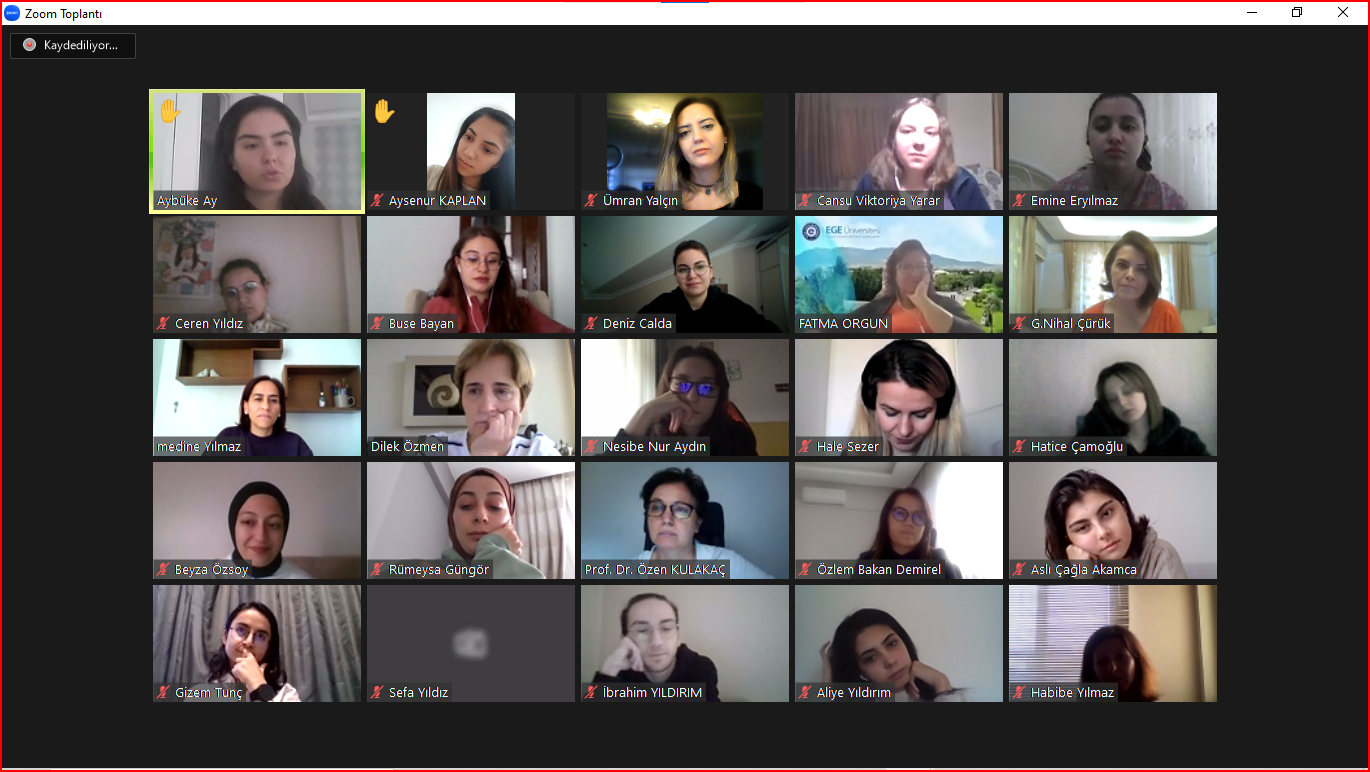 zoom
Zoom Toplantı
Kaydediliyor...
Aybüke Ay
Aysenur KAPLAN
Ümran Yalçın
Cansu Viktoriya Yarar
Emine Eryılmaz
EGE Üniversitesi
Ceren Yıldız
Buse Bayan
Deniz Calda
FATMA ORGUN
G.Nihal Çürük
medine Yılmaz
Dilek Özmen
Nesibe Nur Aydın
Hale Sezer
Hatice Çamoğlu
Beyza Özsoy
Rümeysa Güngör
Prof. Dr. Özen KULAKAÇ
Özlem Bakan Demirel
Aslı Çağla Akamca
Gizem Tunç
Sefa Yıldız
İbrahim YILDIRIM
Aliye Yıldırım
Habibe Yılmaz